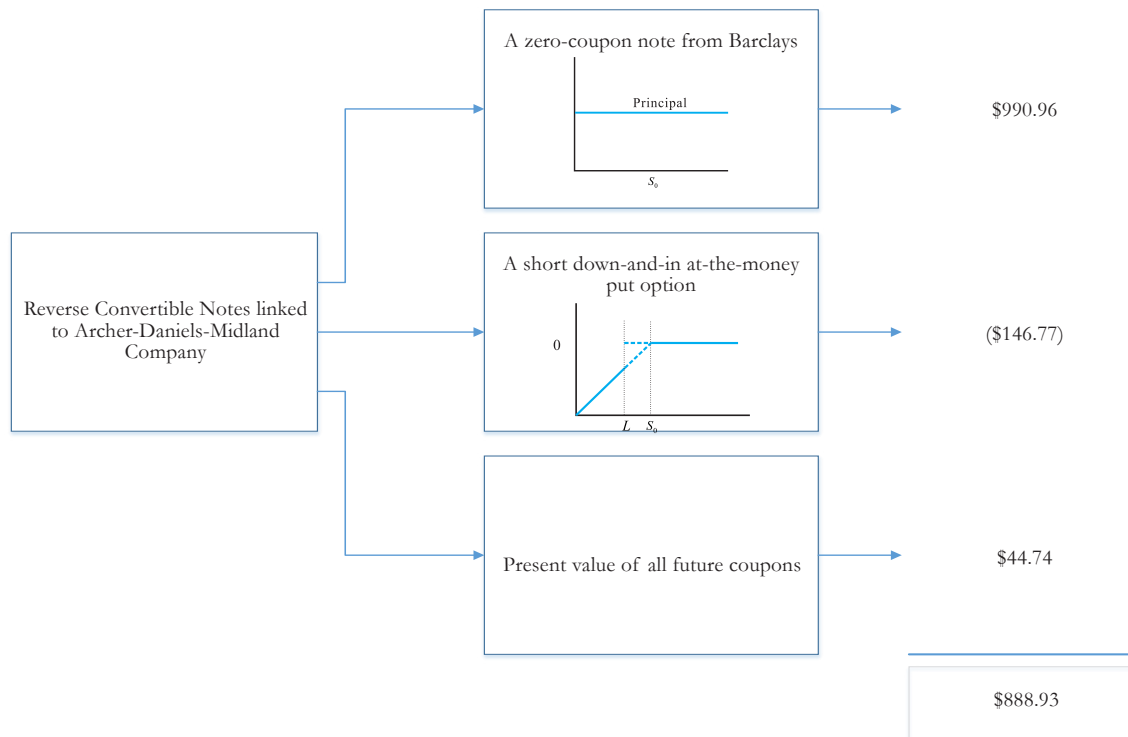 Reverse Convertible Notes linked
to Archer-Daniels-Midland
Company
A zero-coupon note from Barclays
Principal
S₀
$990.96
A short down-and-in at-the-money
put option
0
L S₀
($146.77)
Present value of all future coupons
$44.74
$888.93